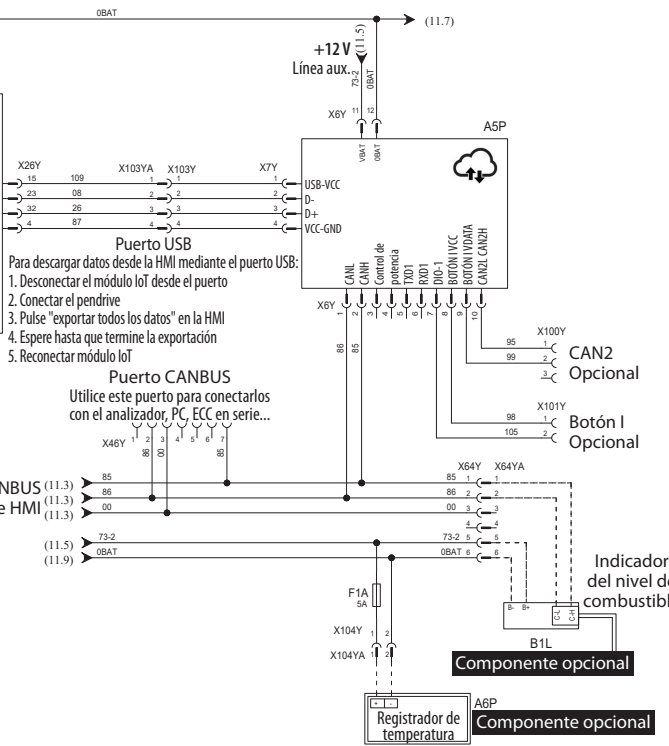 0BAT
(11.7)
+12 V
Línea aux.
(11.5)
73-2
0BAT
X6Y 11 12
A5P
VBAT
0BAT
X26Y
X103YA X103Y
X7Y
15 109 1 1 1 USB-VCC
23 08 2 2 2 D-
32 26 3 3 3 D+
4 87 4 4 4 VCC-GND
Puerto USB
Para descargar datos desde la HMI mediante el puerto USB:
1. Desconectar el módulo IoT desde el puerto
2. Conectar el pendrive
3. Pulse "exportar todos los datos" en la HMI
4. Espere hasta que termine la exportación
5. Reconectar módulo IoT
CANL
CANH
Control de
potencia
TXD1
RXD1
DIO-1
BOTÓN I VCC
BOTÓN I VDATA
CAN2L CAN2H
X6Y
1 2 3 4 5 6 7 8 9 10
86
85
X100Y
95 1
99 2
3
CAN2
Opcional
X101Y
98 1
105 2
Botón I
Opcional
Puerto CANBUS
Utilice este puerto para conectarlos
con el analizador, PC, ECC en serie...
X46Y 1 2 3 4 5 6 7
86
00
85
NBUS (11.3) 85
(11.3) 86
e HMI (11.3) 00
(11.5) 73-2
(11.9) 0BAT
X64Y X64YA
85 1 1
86 2 2
00 3 3
4 4
73-2 5 5
0BAT 6 6
Indicador
del nivel de
combustibl
B- B+ C-L C-H
B1L
Componente opcional
F1A
5A
X104Y 1 2
X104YA 1 2
+ -
A6P
Registrador de
temperatura
Componente opcional